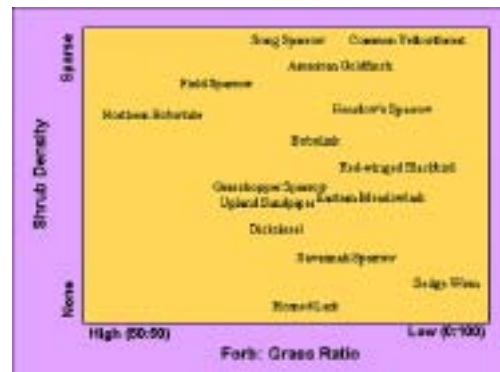 Sparse
Song Sparrow Common Yellowthroat
American Goldfinch
Field Sparrow
Northern Bobwhite Henslow's Sparrow
Bobolink
Red-winged Blackbird
Grasshopper Sparrow
Upland Sandpiper Eastern Meadowlark
Dickcissel
Savannah Sparrow
Sedge Wren
Horned Lark
Shrub Density
None
High (50:50) Low (0:100)
Forb: Grass Ratio